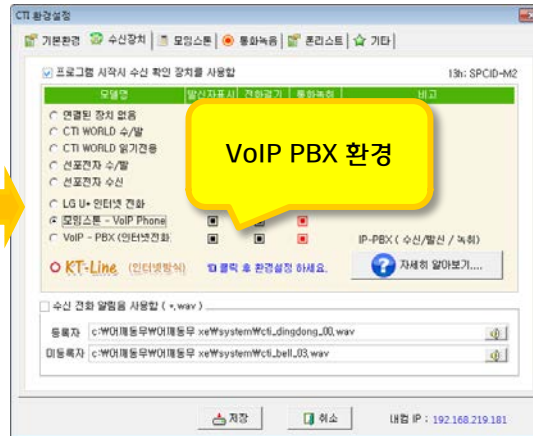 CTI 환경설정
기본환경 수신장치 모임스톤 통화녹음 폰리스트 기타
프로그램 시작시 수신 확인 장치를 사용함 13h: SPCID-M2
모델명 발신자표시 전화걸기 통화녹취 비고
연결된 장치 없음
CTI WORLD 수/발
CTI WORLD 읽기전용
선포전자 수/발
선포전자 수신
LG U+ 인터넷 전화
모임스톤 - VoIP Phone
VoIP - PBX (인터넷전화 IP-PBX ( 수신/발신 / 녹취)
VoIP PBX 환경
KT-Line (인터넷방식) 클릭 후 환경설정 하세요. 자세히 알아보기....
수신 전화 알림음 사용함 ( *.wav )
등록자 c:\어깨동무\어깨동무 xe\system\cti_dingdong_00.wav
미등록자 c:\어깨동무\어깨동무 xe\system\cti_bell_03.wav
저장 취소 내컴 IP : 192.168.219.181